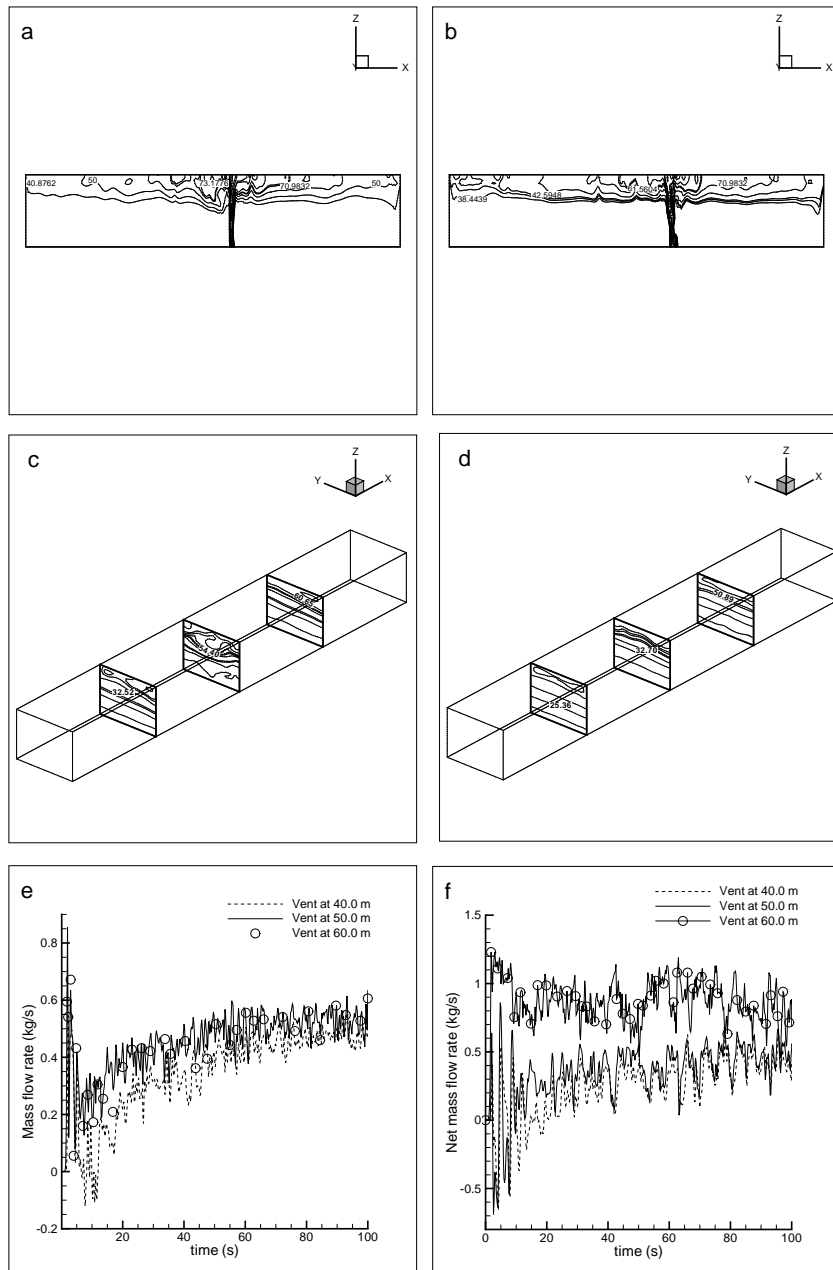 a
Z
Y
X
40.8762
50
73.1776
70.9832
50
b
Z
Y
X
38.4439
42.5948
61.5604
70.9832
c
Z
Y
X
32.52
54.40
60.65
d
Z
Y
X
25.36
32.70
50.89
e
Vent at 40.0 m
Vent at 50.0 m
Vent at 60.0 m
Mass flow rate (kg/s)
0.8
0.6
0.4
0.2
0
-0.2
20
40
60
80
100
time (s)
f
Vent at 40.0 m
Vent at 50.0 m
Vent at 60.0 m
Net mass flow rate (kg/s)
1.5
1
0.5
0
-0.5
0
20
40
60
80
100
time (s)